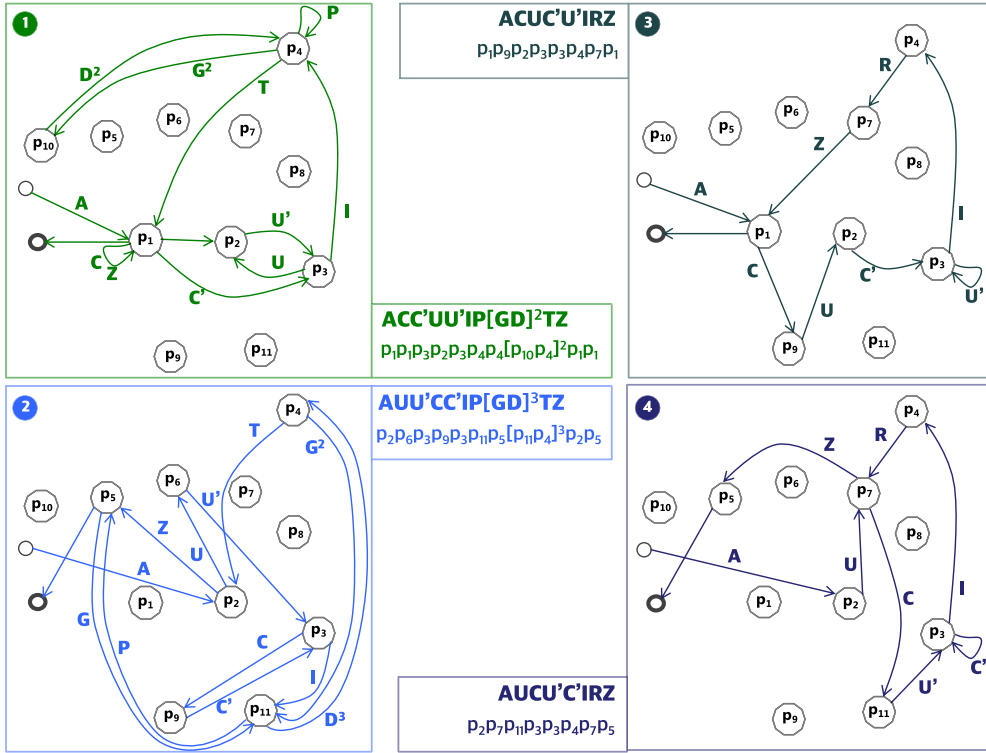 1
P
p4
D²
G²
T
p6
p5
p7
p10
p8
A
U'
p1
p2
I
C
Z
U
p3
C'
p9
p11
ACC'UU'IP[GD]²TZ
p1p1p3p2p3p4p4[p10p4]²p1p1
ACUC'U'IRZ
p1p9p2p3p3p4p7p1
3
p4
R
p6
p5
p7
p10
Z
p8
A
p1
p2
I
C
C'
p3
U
U'
p9
p11
2
AUU'CC'IP[GD]³TZ
p2p6p3p9p3p11p5[p11p4]³p2p5
p4
T
G²
p6
p5
U'
p7
p10
Z
p8
U
A
p1
p2
G
P
C
p3
I
C'
p9
p11
D³
4
p4
R
Z
p6
p5
p7
p10
p8
A
U
p1
p2
C
I
p3
C'
U'
p9
p11
AUCU'C'IRZ
p2p7p11p3p3p4p7p5